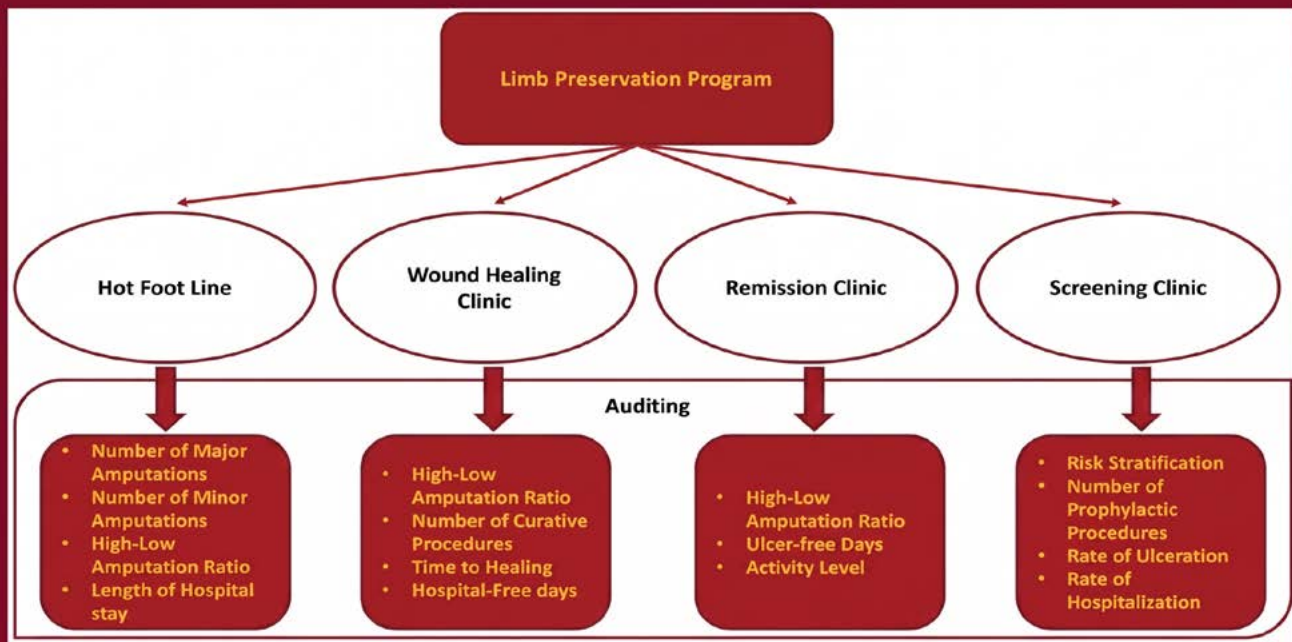 Limb Preservation Program
Hot Foot Line
Wound Healing
Clinic
Remission Clinic
Screening Clinic
Auditing
• Number of Major
Amputations
• Number of Minor
Amputations
• High-Low
Amputation Ratio
• Length of Hospital
stay
• High-Low
Amputation Ratio
• Number of Curative
Procedures
• Time to Healing
• Hospital-Free days
• High-Low
Amputation Ratio
• Ulcer-free Days
• Activity Level
• Risk Stratification
• Number of
Prophylactic
Procedures
• Rate of Ulceration
• Rate of
Hospitalization